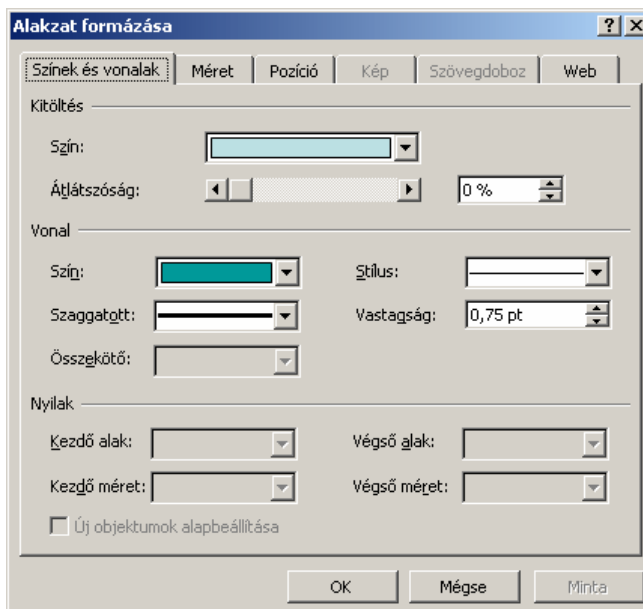 Alakzat formázása
Színek és vonalak Méret Pozíció Kép Szövegdoboz Web
Kitöltés
Szín:
Átlátszóság: 0 %
Vonal
Szín: Stílus:
Szaggatott: Vastagság: 0,75 pt
Összekötő:
Nyilak
Kezdő alak: Végső alak:
Kezdő méret: Végső méret:
Új objektumok alapbeállítása
OK Mégse Minta